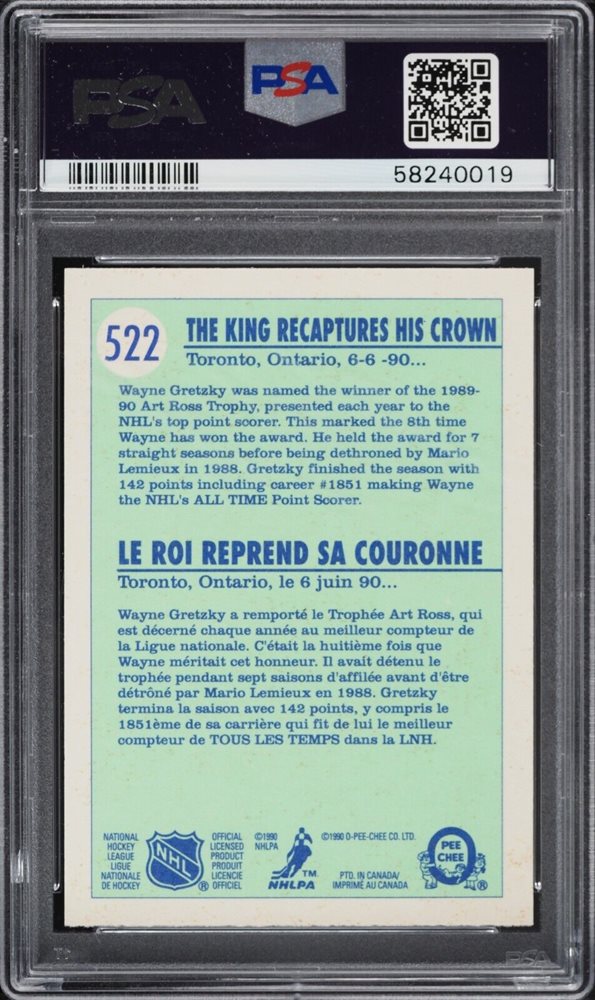 PSA
PSA
58240019
522
THE KING RECAPTURES HIS CROWN
Toronto, Ontario, 6-6 -90...
Wayne Gretzky was named the winner of the 1989-
90 Art Ross Trophy, presented each year to the
NHL's top point scorer. This marked the 8th time
Wayne has won the award. He held the award for 7
straight seasons before being dethroned by Mario
Lemieux in 1988. Gretzky finished the season with
142 points including career #1851 making Wayne
the NHL's ALL TIME Point Scorer.
LE ROI REPREND SA COURONNE
Toronto, Ontario, le 6 juin 90...
Wayne Gretzky a remporté le Trophée Art Ross, qui
est décerné chaque année au meilleur compteur de
la Ligue nationale. C'était la huitième fois que
Wayne méritait cet honneur. Il avait détenu le
trophée pendant sept saisons d'affilée avant d'être
détrôné par Mario Lemieux en 1988. Gretzky
termina la saison avec 142 points, y compris le
1851ème de sa carrière qui fit de lui le meilleur
compteur de TOUS LES TEMPS dans la LNH.
NATIONAL
HOCKEY
LEAGUE
LIGUE
NATIONALE
DE HOCKEY
NHL
®
OFFICIAL
LICENSED
PRODUCT
PRODUIT
LICENCIE
OFFICIEL
©1990
NHLPA
TM.
NHLPA
©1990 O-PEE-CHEE CO. LTD.
PTD. IN CANADA/
IMPRIMÉ AU CANADA
O
PEE
CHEE
®
PSA